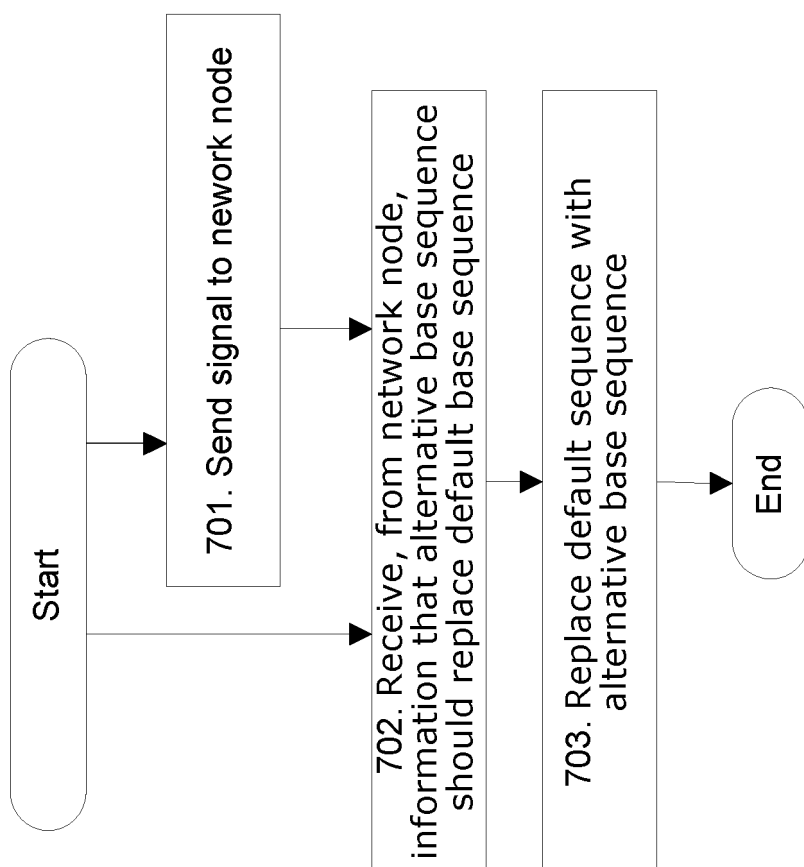 Start
701. Send signal to nework node
702. Receive, from network node,
information that alternative base sequence
should replace default base sequence
703. Replace default sequence with
alternative base sequence
End